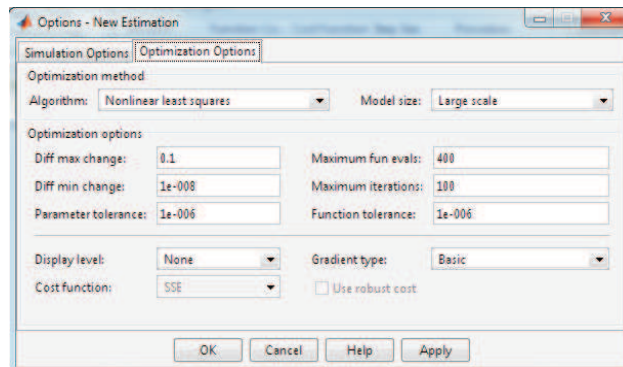 Options - New Estimation
Simulation Options Optimization Options
Optimization method
Algorithm: Nonlinear least squares Model size: Large scale
Optimization options
Diff max change: 0.1 Maximum fun evals: 400
Diff min change: 1e-008 Maximum iterations: 100
Parameter tolerance: 1e-006 Function tolerance: 1e-006
Display level: None Gradient type: Basic
Cost function: SSE Use robust cost
OK Cancel Help Apply